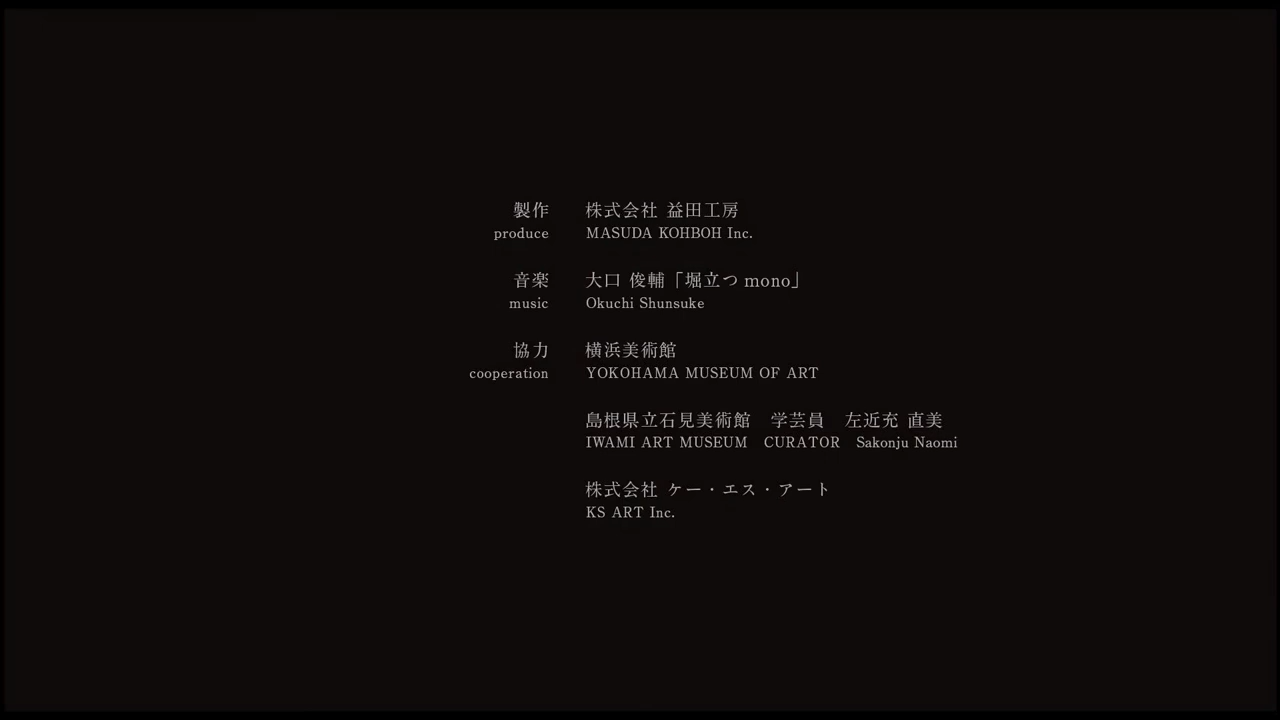 製作 株式会社 益田工房
produce MASUDA KOHBOH Inc.
音楽 大口 俊輔「堀立つ mono」
music Okuchi Shunsuke
協力 横浜美術館
cooperation YOKOHAMA MUSEUM OF ART
島根県立石見美術館 学芸員 左近充 直美
IWAMI ART MUSEUM CURATOR Sakonju Naomi
株式会社 ケー・エス・アート
KS ART Inc.